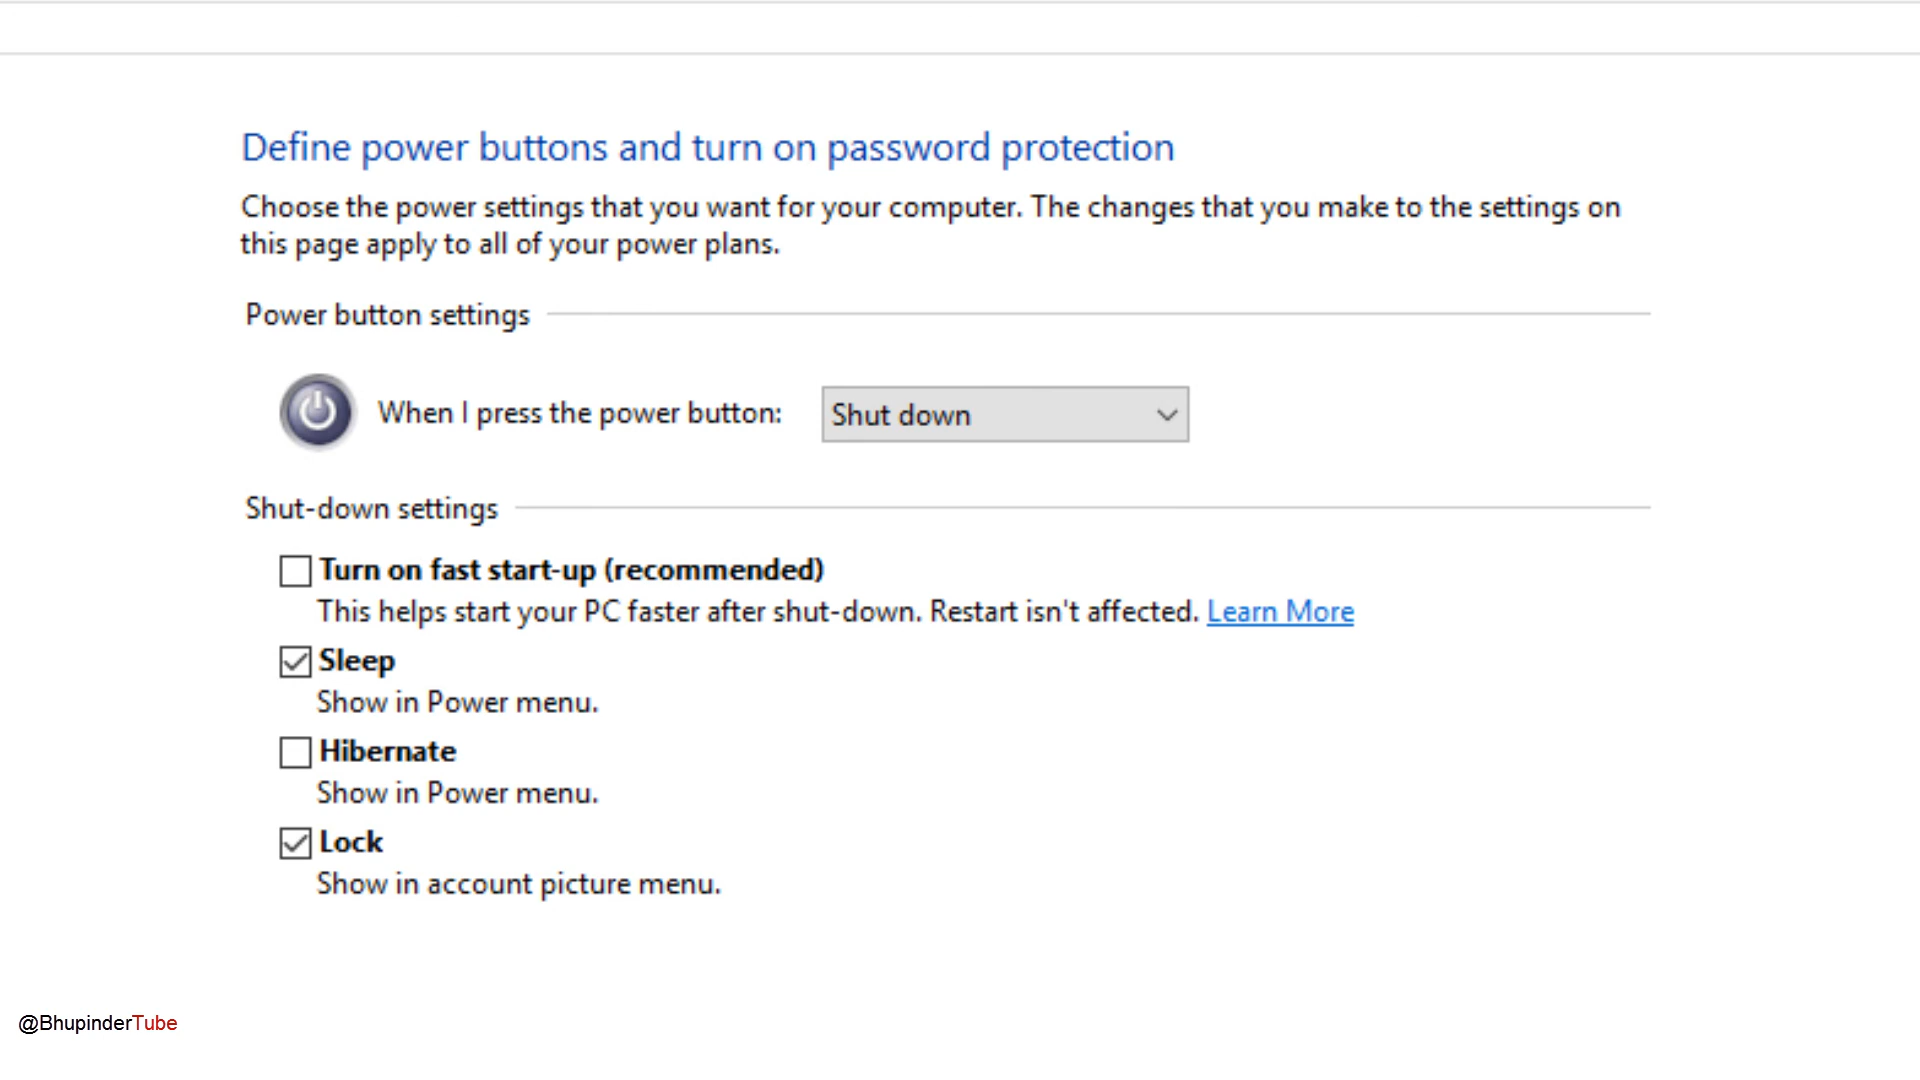 Define power buttons and turn on password protection
Choose the power settings that you want for your computer. The changes that you make to the settings on
this page apply to all of your power plans.
Power button settings
When I press the power button: Shut down
Shut-down settings
Turn on fast start-up (recommended)
This helps start your PC faster after shut-down. Restart isn't affected. Learn More
Sleep
Show in Power menu.
Hibernate
Show in Power menu.
Lock
Show in account picture menu.
@BhupinderTube